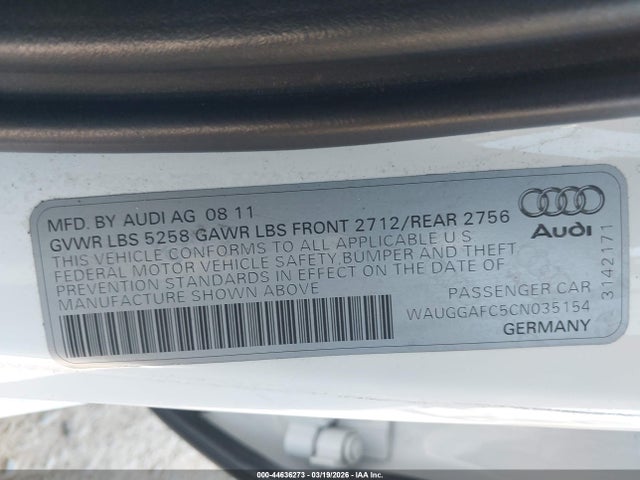 MFD. BY AUDI AG 08 11
GVWR LBS 5258 GAWR LBS FRONT 2712/REAR 2756
THIS VEHICLE CONFORMS TO ALL APPLICABLE U S
FEDERAL MOTOR VEHICLE SAFETY, BUMPER AND THEFT
PREVENTION STANDARDS IN EFFECT ON THE DATE OF
MANUFACTURE SHOWN ABOVE
PASSENGER CAR
WAUGGAFC5CN035154
GERMANY
Audi
3142171
000-44636273 — 03/19/2026 — IAAI.COM